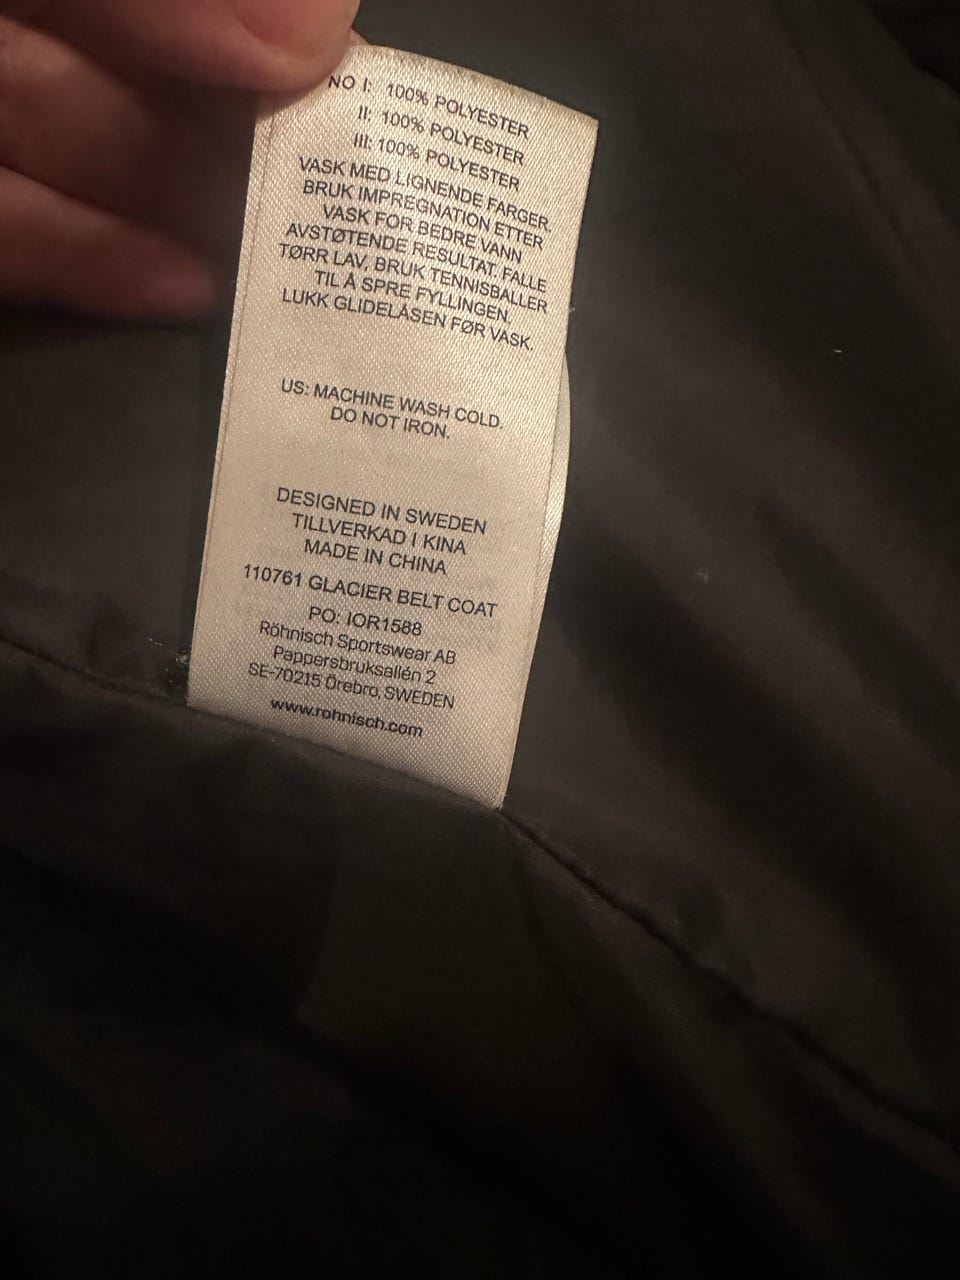 NO I: 100% POLYESTER
II: 100% POLYESTER
III: 100% POLYESTER
VASK MED LIGNENDE FARGER.
BRUK IMPREGNATION ETTER
VASK FOR BEDRE VANN
AVSTØTENDE RESULTAT. FALLE
TØRR LAV, BRUK TENNISBALLER
TIL Å SPRE FYLLINGEN.
LUKK GLIDELÅSEN FØR VASK.
US: MACHINE WASH COLD.
DO NOT IRON.
DESIGNED IN SWEDEN
TILLVERKAD I KINA
MADE IN CHINA
110761 GLACIER BELT COAT
PO: IOR1588
Röhnisch Sportswear AB
Pappersbruksallén 2
SE-70215 Örebro, SWEDEN
www.rohnisch.com